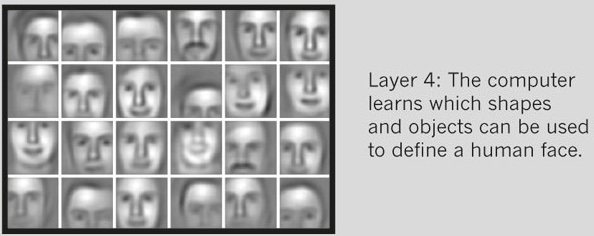 Layer 4: The computer
learns which shapes
and objects can be used
to define a human face.